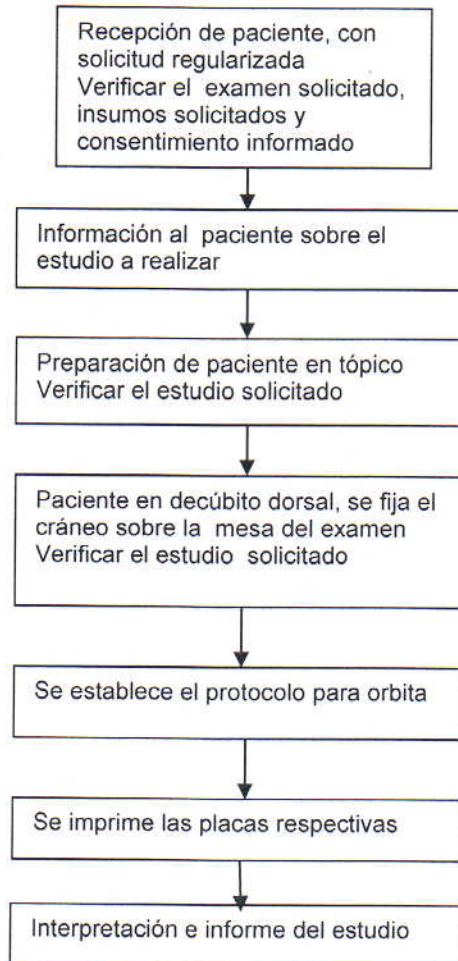 Recepción de paciente, con
solicitud regularizada
Verificar el examen solicitado,
insumos solicitados y
consentimiento informado
Información al paciente sobre el
estudio a realizar
Preparación de paciente en tópico
Verificar el estudio solicitado
Paciente en decúbito dorsal, se fija el
cráneo sobre la mesa del examen
Verificar el estudio solicitado
Se establece el protocolo para orbita
Se imprime las placas respectivas
Interpretación e informe del estudio